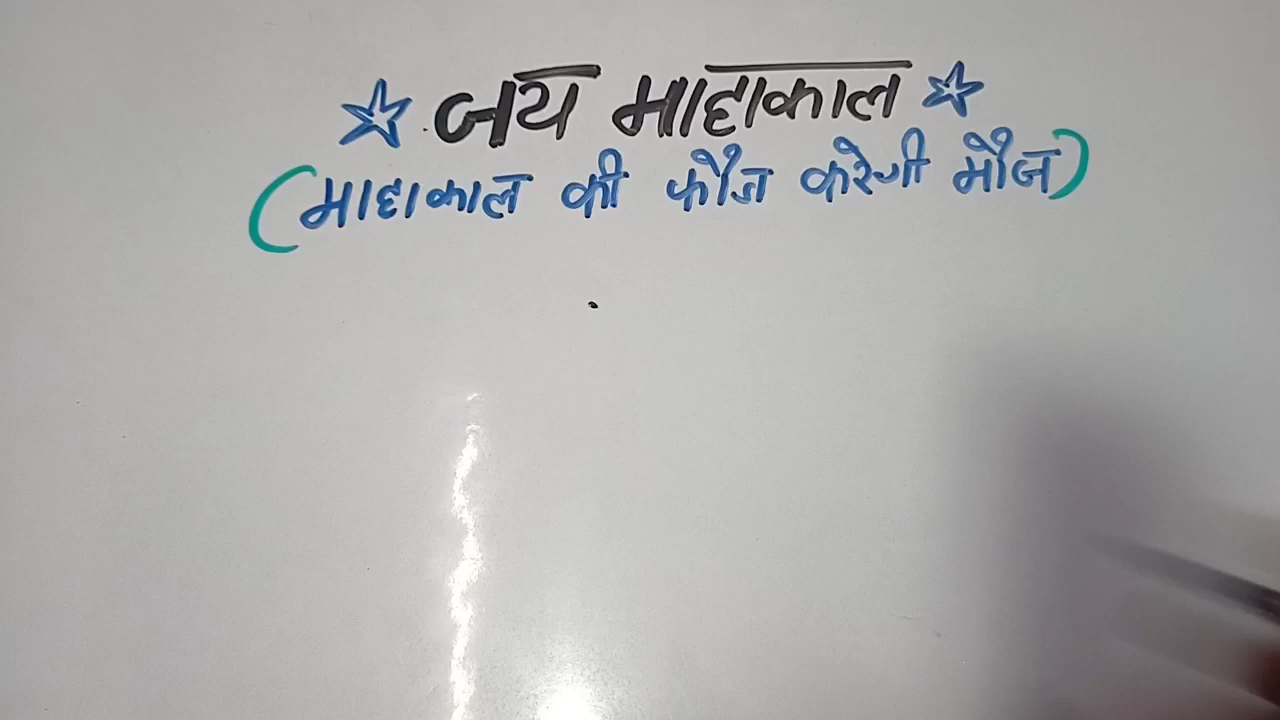 ☆ जय माहाकाल ☆
(माहाकाल की फौज करेगी मौज)